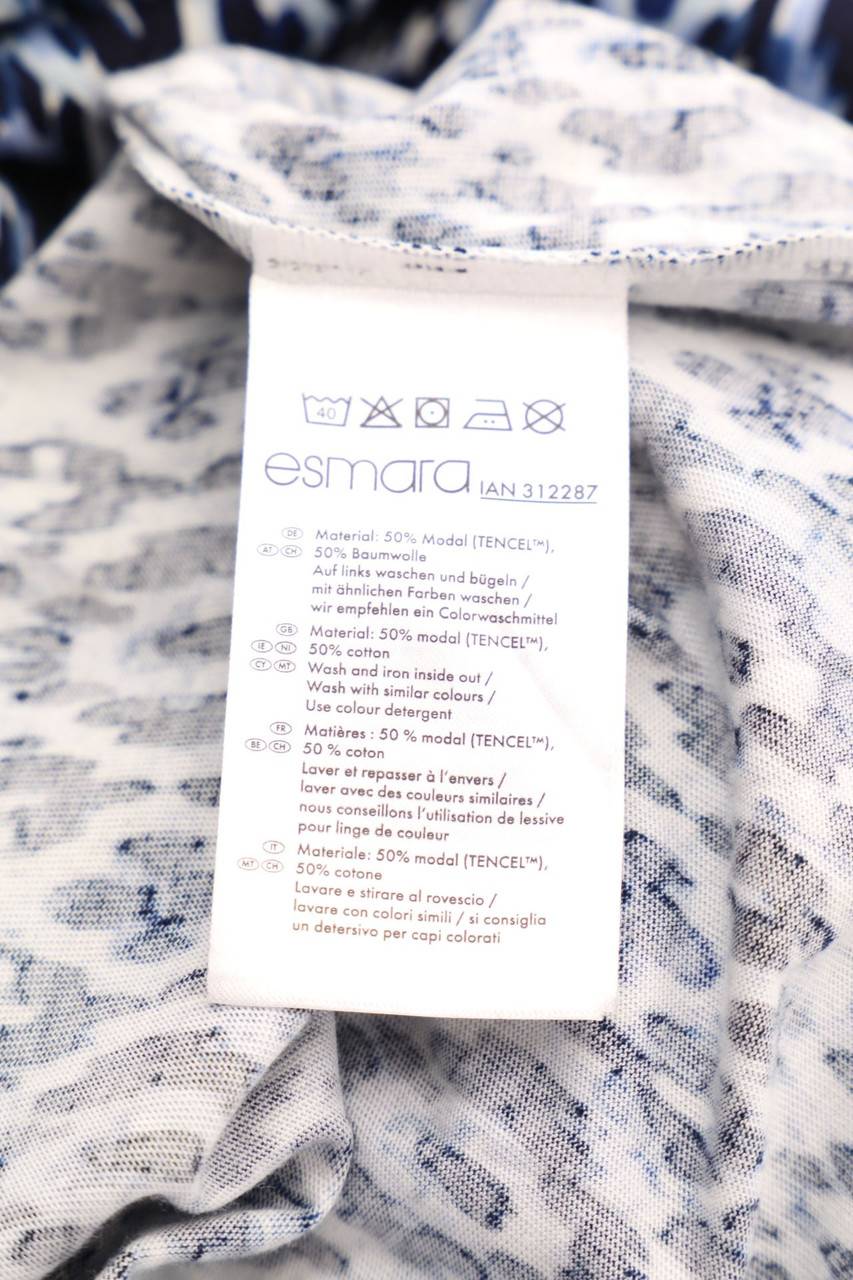 40
esmara IAN 312287
DE Material: 50% Modal (TENCEL™),
AT CH 50% Baumwolle
Auf links waschen und bügeln /
mit ähnlichen Farben waschen /
wir empfehlen ein Colorwaschmittel
GB Material: 50% modal (TENCEL™),
IE NI 50% cotton
CY MT Wash and iron inside out /
Wash with similar colours /
Use colour detergent
FR Matières : 50 % modal (TENCEL™),
BE CH 50 % coton
Laver et repasser à l'envers /
laver avec des couleurs similaires /
nous conseillons l'utilisation de lessive
pour linge de couleur
IT Materiale: 50% modal (TENCEL™),
MT CH 50% cotone
Lavare e stirare al rovescio /
lavare con colori simili / si consiglia
un detersivo per capi colorati